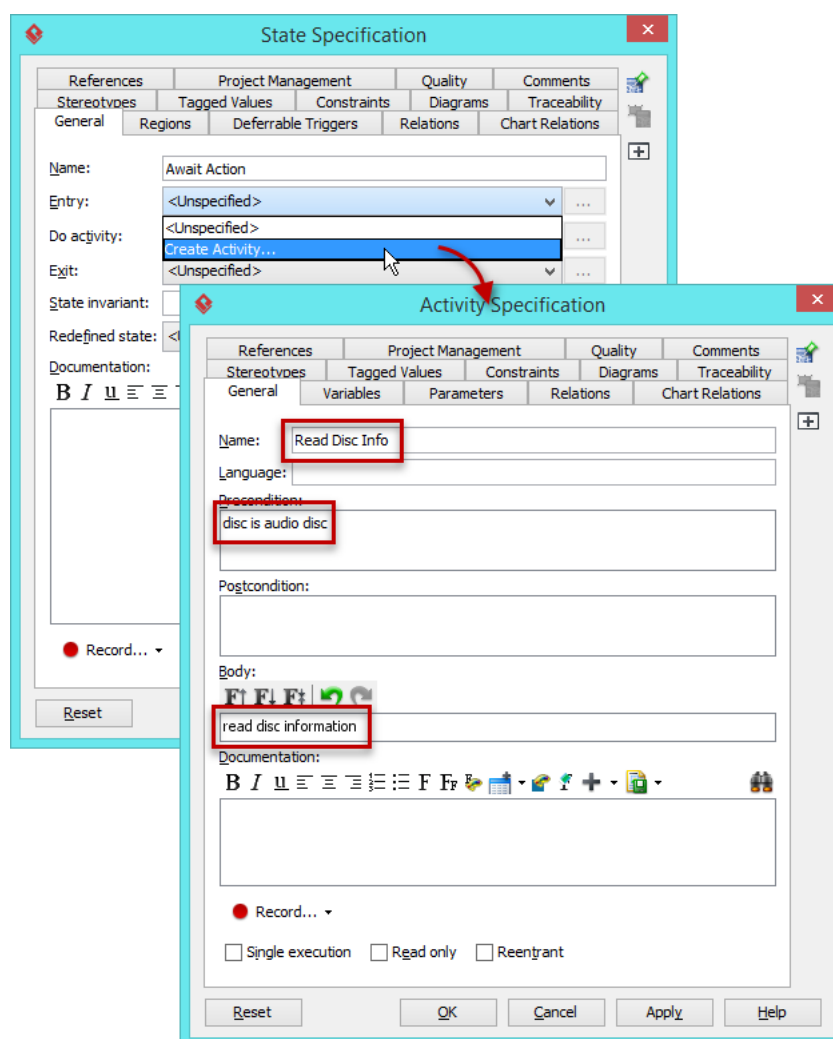 State Specification
References Project Management Quality Comments
Stereotypes Tagged Values Constraints Diagrams Traceability
General Regions Deferrable Triggers Relations Chart Relations
Name: Await Action
Entry: <Unspecified> ...
<Unspecified>
Do activity: ...
Create Activity...
Exit: <Unspecified> ...
State invariant:
Redefined state:
Documentation:
B I u
Record...
Reset
Activity Specification
References Project Management Quality Comments
Stereotypes Tagged Values Constraints Diagrams Traceability
General Variables Parameters Relations Chart Relations
Name: Read Disc Info
Language:
Precondition:
disc is audio disc
Postcondition:
Body:
F F F
read disc information
Documentation:
B I u F FF
Record...
Single execution Read only Reentrant
Reset OK Cancel Apply Help